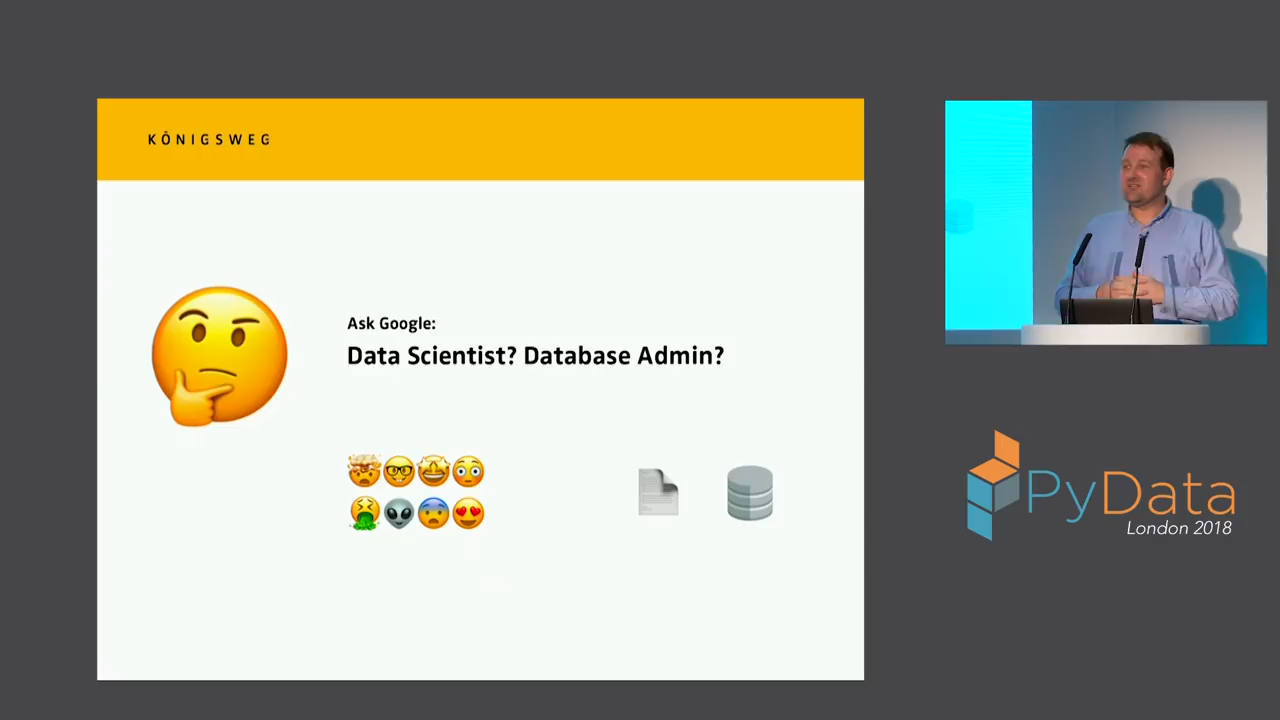 KÖNIGSWEG
Ask Google:
Data Scientist? Database Admin?
PyData
London 2018